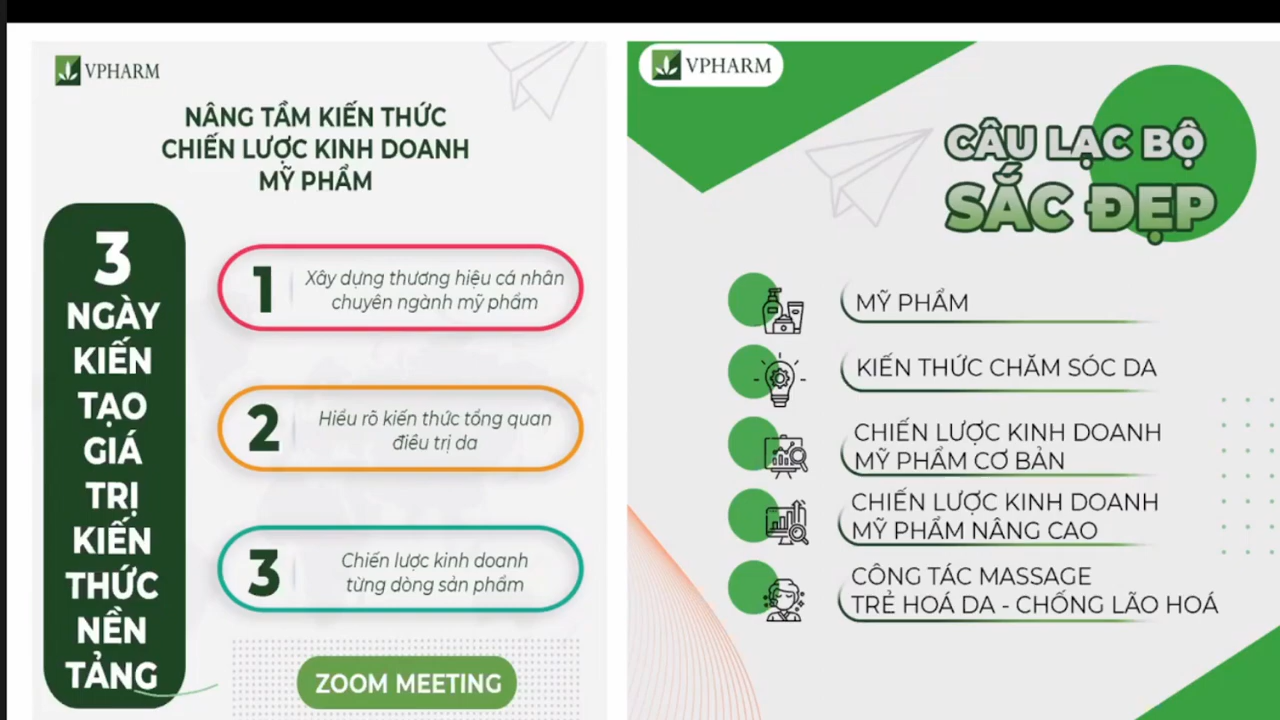 VPHARM
NÂNG TẦM KIẾN THỨC
CHIẾN LƯỢC KINH DOANH
MỸ PHẨM
3
NGÀY
KIẾN
TẠO
GIÁ
TRỊ
KIẾN
THỨC
NỀN
TẢNG
1
Xây dựng thương hiệu cá nhân
chuyên ngành mỹ phẩm
2
Hiểu rõ kiến thức tổng quan
điều trị da
3
Chiến lược kinh doanh
từng dòng sản phẩm
ZOOM MEETING
VPHARM
CÂU LẠC BỘ
SẮC ĐẸP
MỸ PHẨM
KIẾN THỨC CHĂM SÓC DA
CHIẾN LƯỢC KINH DOANH
MỸ PHẨM CƠ BẢN
CHIẾN LƯỢC KINH DOANH
MỸ PHẨM NÂNG CAO
CÔNG TÁC MASSAGE
TRẺ HOÁ DA - CHỐNG LÃO HOÁ